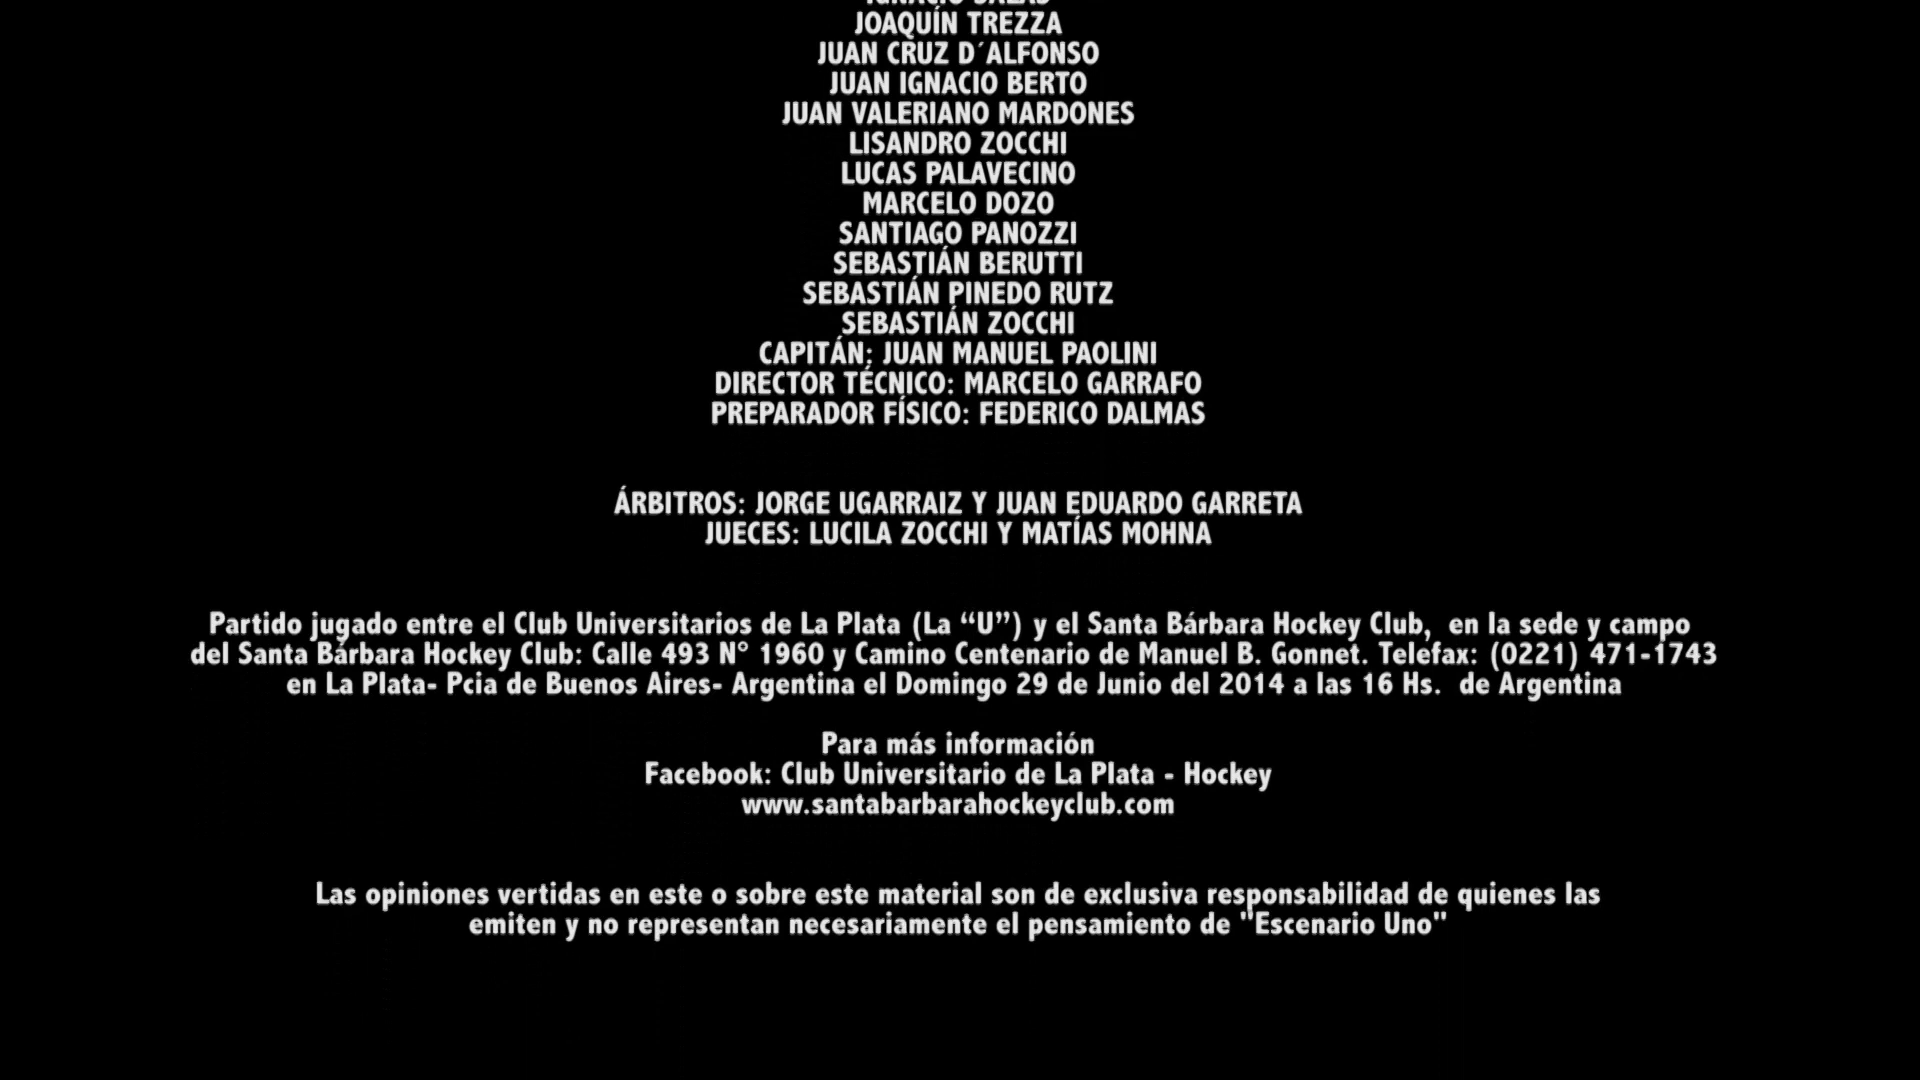 IGNACIO SALAS
JOAQUÍN TREZZA
JUAN CRUZ D´ALFONSO
JUAN IGNACIO BERTO
JUAN VALERIANO MARDONES
LISANDRO ZOCCHI
LUCAS PALAVECINO
MARCELO DOZO
SANTIAGO PANOZZI
SEBASTIÁN BERUTTI
SEBASTIÁN PINEDO RUTZ
SEBASTIÁN ZOCCHI
CAPITÁN: JUAN MANUEL PAOLINI
DIRECTOR TÉCNICO: MARCELO GARRAFO
PREPARADOR FÍSICO: FEDERICO DALMAS
ÁRBITROS: JORGE UGARRAIZ Y JUAN EDUARDO GARRETA
JUECES: LUCILA ZOCCHI Y MATÍAS MOHNA
Partido jugado entre el Club Universitarios de La Plata (La “U”) y el Santa Bárbara Hockey Club, en la sede y campo
del Santa Bárbara Hockey Club: Calle 493 N° 1960 y Camino Centenario de Manuel B. Gonnet. Telefax: (0221) 471-1743
en La Plata- Pcia de Buenos Aires- Argentina el Domingo 29 de Junio del 2014 a las 16 Hs. de Argentina
Para más información
Facebook: Club Universitario de La Plata - Hockey
www.santabarbarahockeyclub.com
Las opiniones vertidas en este o sobre este material son de exclusiva responsabilidad de quienes las
emiten y no representan necesariamente el pensamiento de "Escenario Uno"